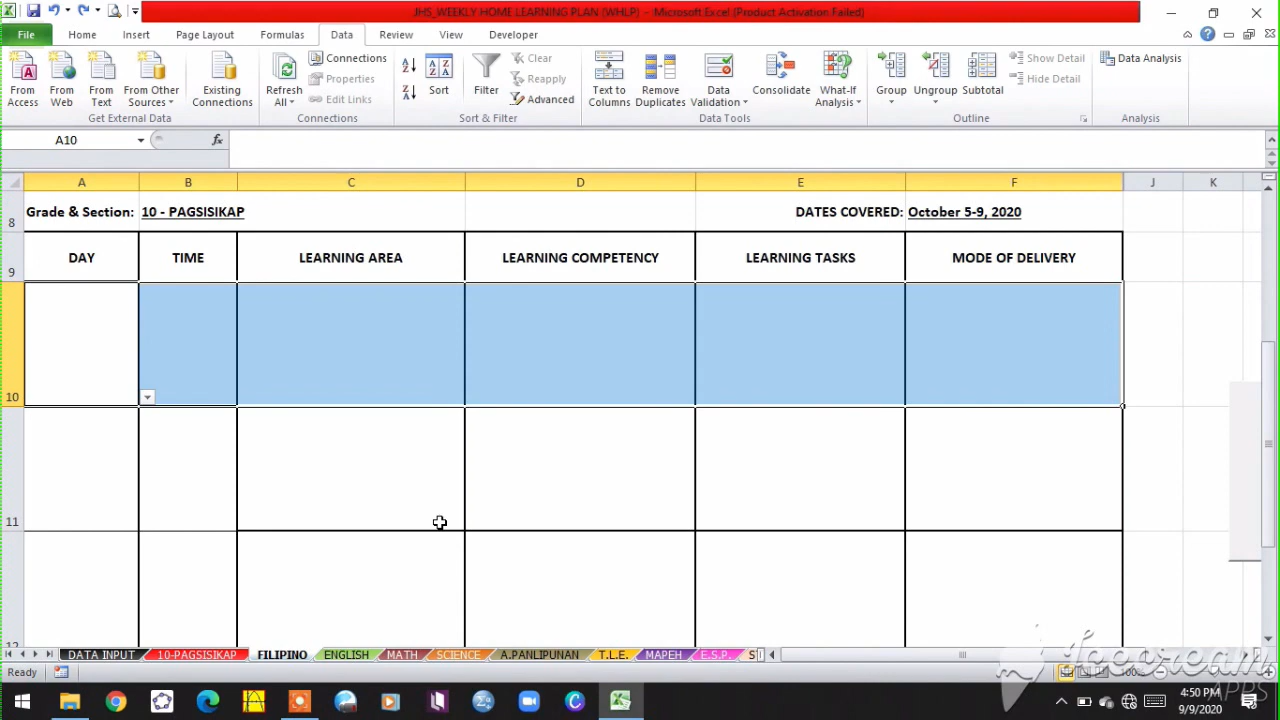 JHS_WEEKLY HOME LEARNING PLAN (WHLP) - Microsoft Excel (Product Activation Failed)
File Home Insert Page Layout Formulas Data Review View Developer
From Access
From Web
From Text
From Other Sources
Existing Connections
Get External Data
Refresh All
Connections
Properties
Edit Links
Connections
Sort
Filter
Clear
Reapply
Advanced
Sort & Filter
Text to Columns
Remove Duplicates
Data Validation
Consolidate
What-If Analysis
Data Tools
Group
Ungroup
Subtotal
Show Detail
Hide Detail
Outline
Data Analysis
Analysis
A10 fx
A B C D E F J K
8 Grade & Section: 10 - PAGSISIKAP DATES COVERED: October 5-9, 2020
9 DAY TIME LEARNING AREA LEARNING COMPETENCY LEARNING TASKS MODE OF DELIVERY
10
11
12
DATA INPUT 10-PAGSISIKAP FILIPINO ENGLISH MATH SCIENCE A.PANLIPUNAN T.L.E. MAPEH E.S.P. S
Ready 100%
Icecream
APPS
4:50 PM
9/9/2020